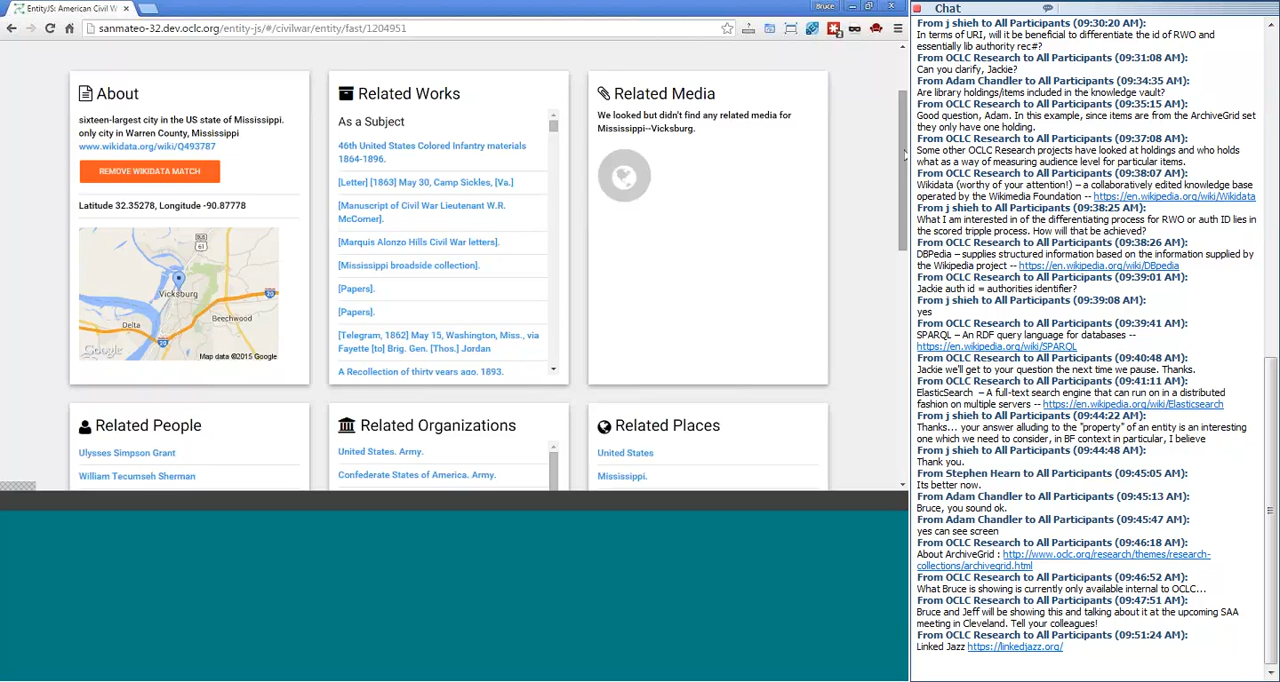 EntityJS: American Civil W
Bruce
sanmateo-32.dev.oclc.org/entity-js/#/civilwar/entity/fast/1204951
About
sixteen-largest city in the US state of Mississippi.
only city in Warren County, Mississippi
www.wikidata.org/wiki/Q493787
REMOVE WIKIDATA MATCH
Latitude 32.35278, Longitude -90.87778
61
Vicksburg
Delta
Beechwood
20
20
Google
Map data ©2015 Google
Related Works
As a Subject
46th United States Colored Infantry materials
1864-1896.
[Letter] [1863] May 30, Camp Sickles, [Va.]
[Manuscript of Civil War Lieutenant W.R.
McComer].
[Marquis Alonzo Hills Civil War letters].
[Mississippi broadside collection].
[Papers].
[Papers].
[Telegram, 1862] May 15, Washington, Miss., via
Fayette [to] Brig. Gen. [Thos.] Jordan
A Recollection of thirty years ago. 1893.
Related Media
We looked but didn't find any related media for
Mississippi--Vicksburg.
Related People
Ulysses Simpson Grant
William Tecumseh Sherman
Related Organizations
United States. Army.
Confederate States of America. Army.
Related Places
United States
Mississippi.
Chat
From j shieh to All Participants (09:30:20 AM):
In terms of URI, will it be beneficial to differentiate the id of RWO and
essentially lib authority rec#?
From OCLC Research to All Participants (09:31:08 AM):
Can you clarify, Jackie?
From Adam Chandler to All Participants (09:34:35 AM):
Are library holdings/items included in the knowledge vault?
From OCLC Research to All Participants (09:35:15 AM):
Good question, Adam. In this example, since items are from the ArchiveGrid set
they only have one holding.
From OCLC Research to All Participants (09:37:08 AM):
Some other OCLC Research projects have looked at holdings and who holds
what as a way of measuring audience level for particular items.
From OCLC Research to All Participants (09:38:07 AM):
Wikidata (worthy of your attention!) – a collaboratively edited knowledge base
operated by the Wikimedia Foundation -- https://en.wikipedia.org/wiki/Wikidata
From j shieh to All Participants (09:38:25 AM):
What I am interested in of the differentiating process for RWO or auth ID lies in
the scored tripple process. How will that be achieved?
From OCLC Research to All Participants (09:38:26 AM):
DBPedia – supplies structured information based on the information supplied by
the Wikipedia project -- https://en.wikipedia.org/wiki/DBpedia
From OCLC Research to All Participants (09:39:01 AM):
Jackie auth id = authorities identifier?
From j shieh to All Participants (09:39:08 AM):
yes
From OCLC Research to All Participants (09:39:41 AM):
SPARQL – An RDF query language for databases --
https://en.wikipedia.org/wiki/SPARQL
From OCLC Research to All Participants (09:40:48 AM):
Jackie we'll get to your question the next time we pause. Thanks.
From OCLC Research to All Participants (09:41:11 AM):
ElasticSearch – A full-text search engine that can run on in a distributed
fashion on multiple servers -- https://en.wikipedia.org/wiki/Elasticsearch
From j shieh to All Participants (09:44:22 AM):
Thanks... your answer alluding to the "property" of an entity is an interesting
one which we need to consider, in BF context in particular, I believe
From j shieh to All Participants (09:44:48 AM):
Thank you.
From Stephen Hearn to All Participants (09:45:05 AM):
Its better now.
From Adam Chandler to All Participants (09:45:13 AM):
Bruce, you sound ok.
From Adam Chandler to All Participants (09:45:47 AM):
yes can see screen
From OCLC Research to All Participants (09:46:18 AM):
About ArchiveGrid : http://www.oclc.org/research/themes/research-
collections/archivegrid.html
From OCLC Research to All Participants (09:46:52 AM):
What Bruce is showing is currently only available internal to OCLC...
From OCLC Research to All Participants (09:47:51 AM):
Bruce and Jeff will be showing this and talking about it at the upcoming SAA
meeting in Cleveland. Tell your colleagues!
From OCLC Research to All Participants (09:51:24 AM):
Linked Jazz https://linkedjazz.org/